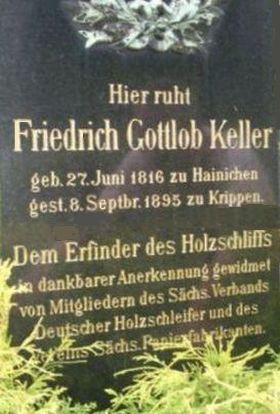 Hier ruht
Friedrich Gottlob Keller
geb. 27. Juni 1816 zu Hainichen
gest. 8. Septbr. 1895 zu Krippen.
Dem Erfinder des Holzschliffs
in dankbarer Anerkennung gewidmet
von Mitgliedern des Sächs. Verbands
Deutscher Holzschleifer und des
Vereins Sächs. Papierfabrikanten.